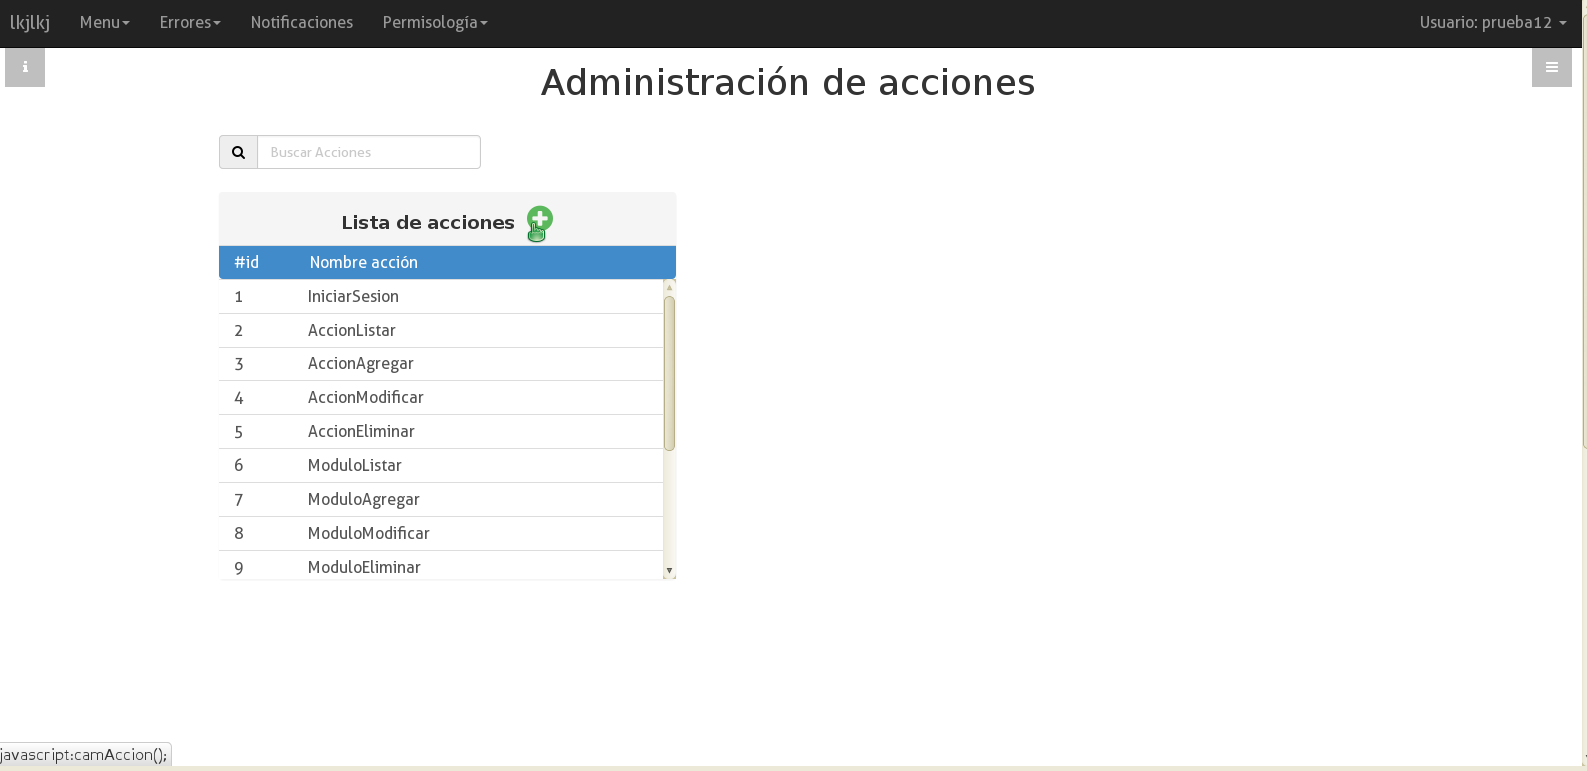 lkjlkj Menu Errores Notificaciones Permisología Usuario: prueba12
Administración de acciones
Buscar Acciones
Lista de acciones
#id Nombre acción
1 IniciarSesion
2 AccionListar
3 AccionAgregar
4 AccionModificar
5 AccionEliminar
6 ModuloListar
7 ModuloAgregar
8 ModuloModificar
9 ModuloEliminar
javascript:camAccion();